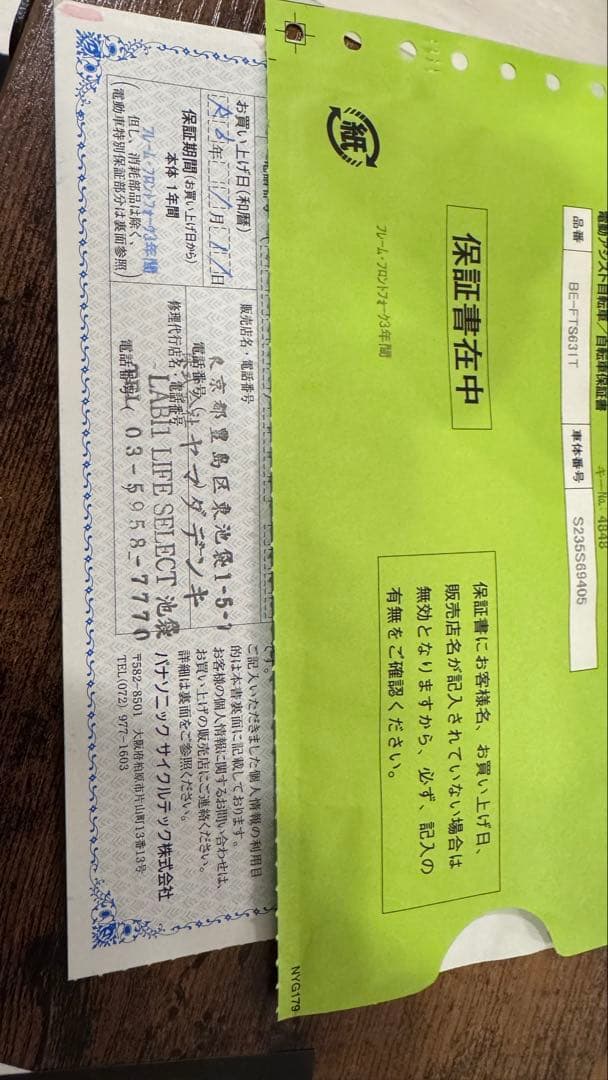 電動アシスト自転車／自転車保証書
キーNo. 4848
品番 BE-FTS631T 車体番号 S235S69405
紙
保証書在中
フレーム・フロントフォーク3年間
保証書にお客様名、お買い上げ日、
販売店名が記入されていない場合は
無効となりますから、必ず、記入の
有無をご確認ください。
NYG179
お買い上げ日(和暦)
年 月 日
保証期間(お買い上げ日から)
本体 1年間
フレーム・フロントフォーク3年間
但し、消耗部品は除く、
電動車特別保証部分は裏面参照
販売店名・電話番号
東京都豊島区東池袋1-5-7
電話番号
ヤマダデンキ
修理代行店名・電話番号
LABI1 LIFE SELECT 池袋
電話番号( 03-5958-7770
です。
ご記入いただきました個人情報の利用目
的は本書裏面に記載しております。
お客様の個人情報に関するお問い合わせは、
お買い上げの販売店にご連絡ください。
詳細は裏面をご参照ください。
パナソニック サイクルテック株式会社
〒582-8501 大阪府柏原市片山町13番13号
TEL(072) 977-1603